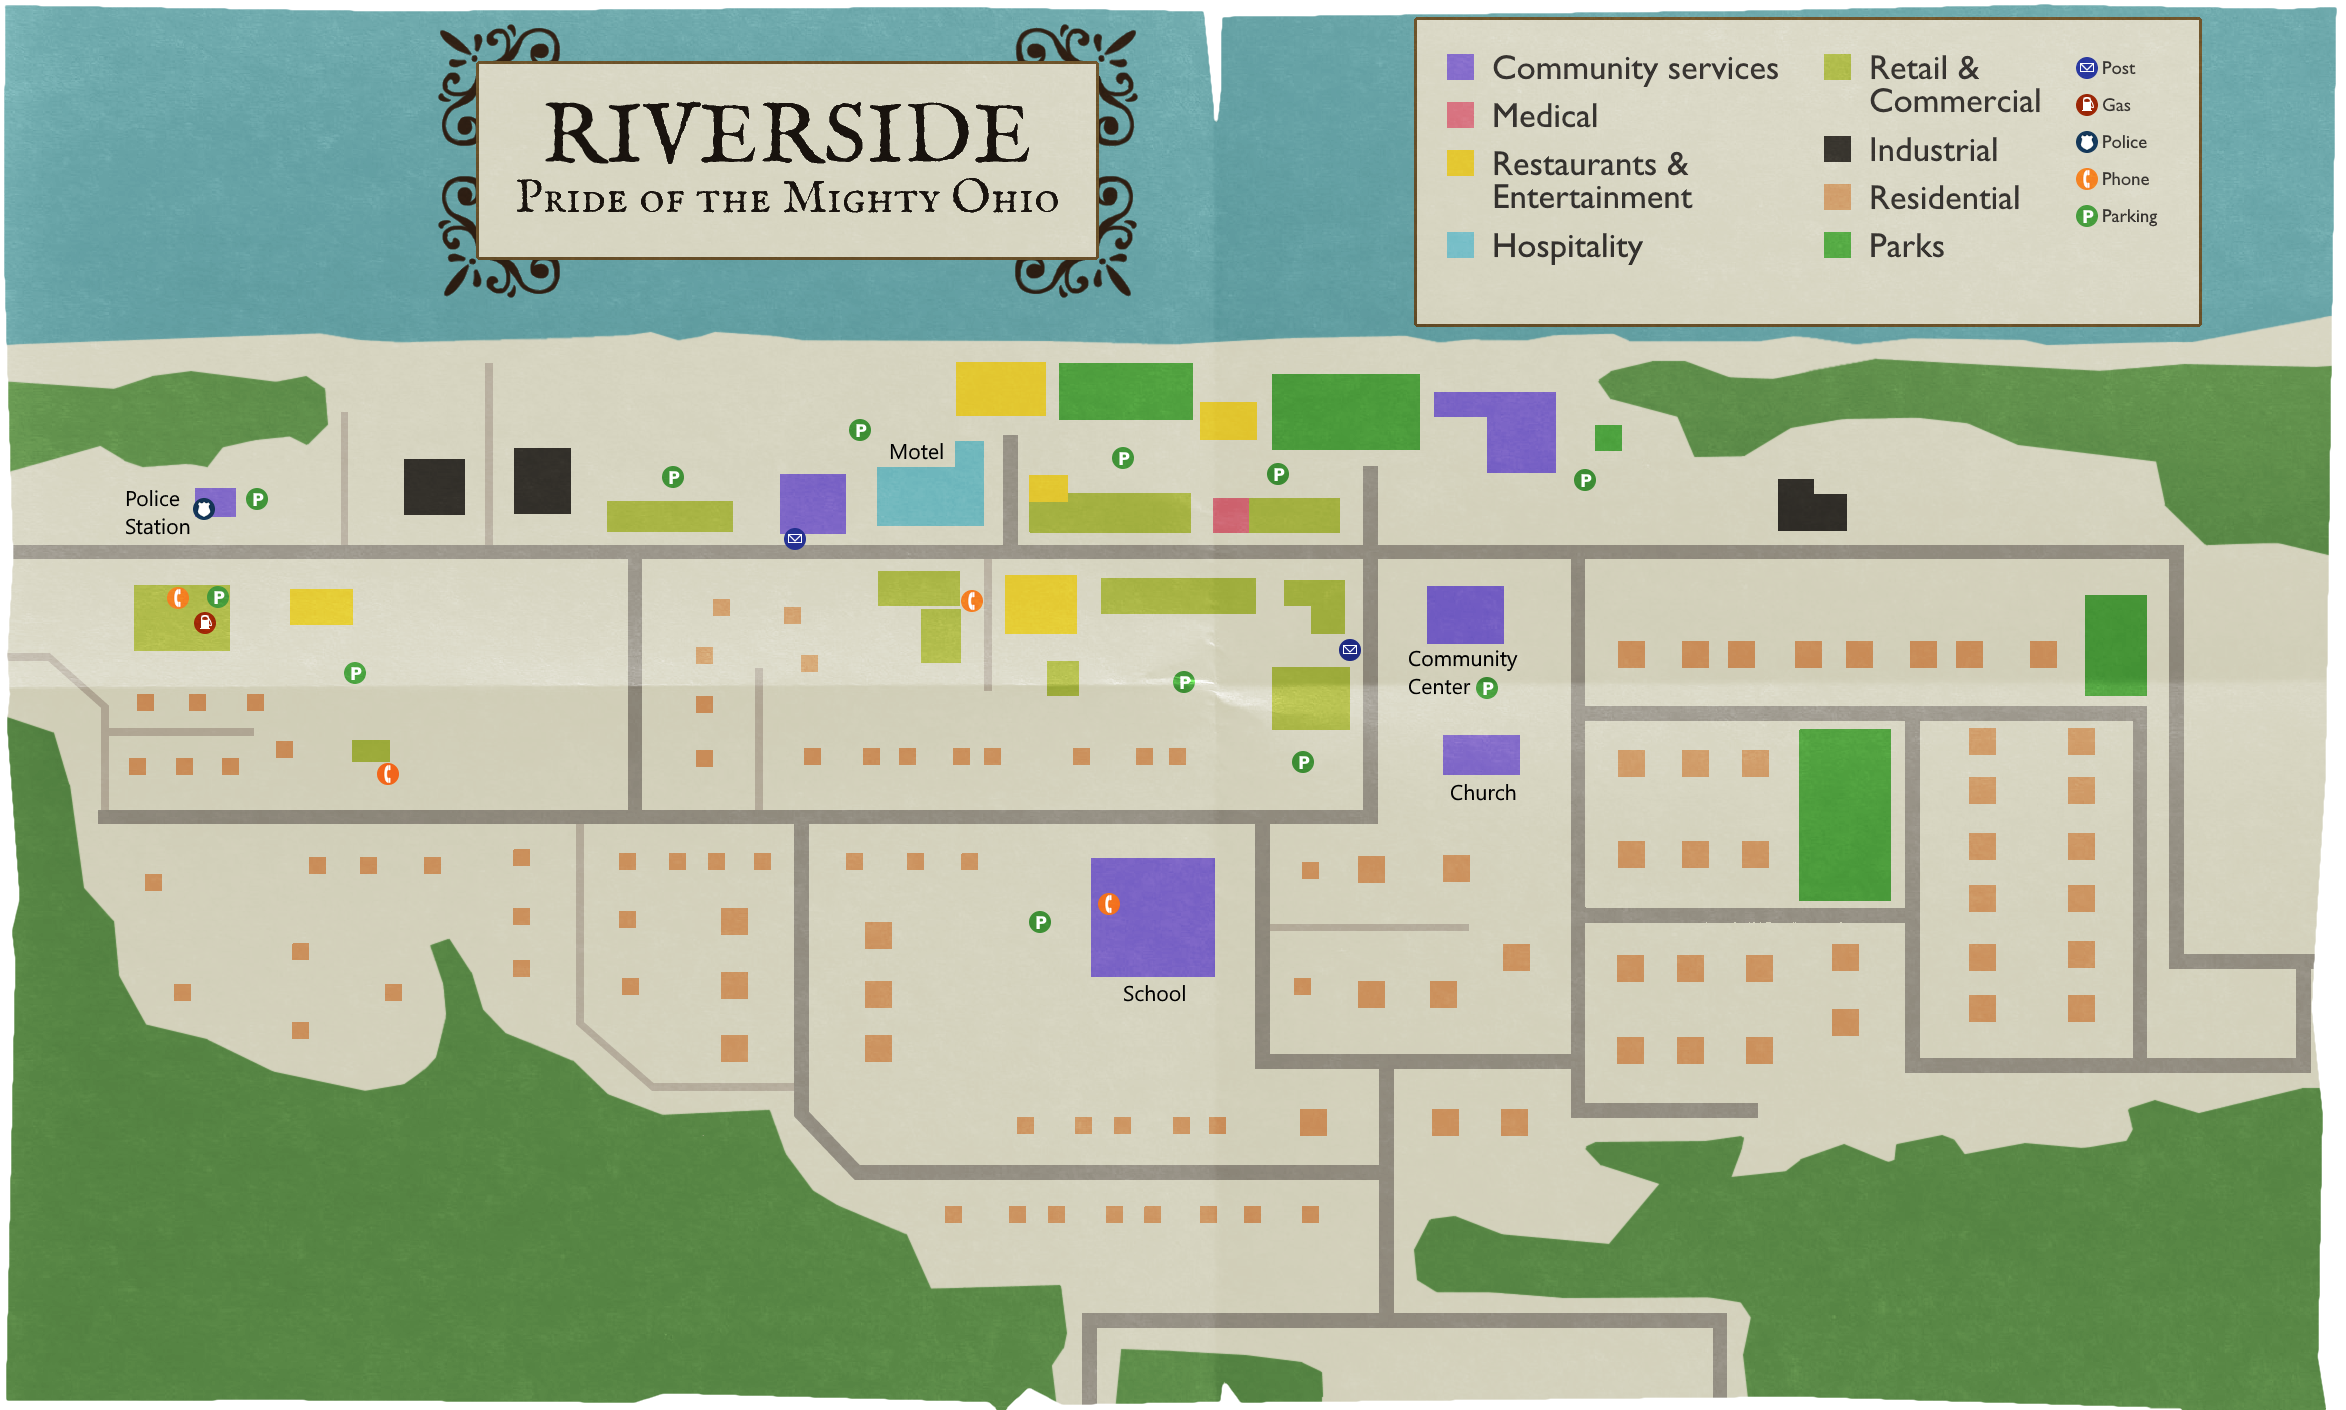 RIVERSIDE
PRIDE OF THE MIGHTY OHIO
Community services
Medical
Restaurants &
Entertainment
Hospitality
Retail &
Commercial
Industrial
Residential
Parks
Post
Gas
Police
Phone
Parking
P
Motel
P
P
P
P
Police
Station
P
P
P
Community
Center P
P
P
P
Church
P
School